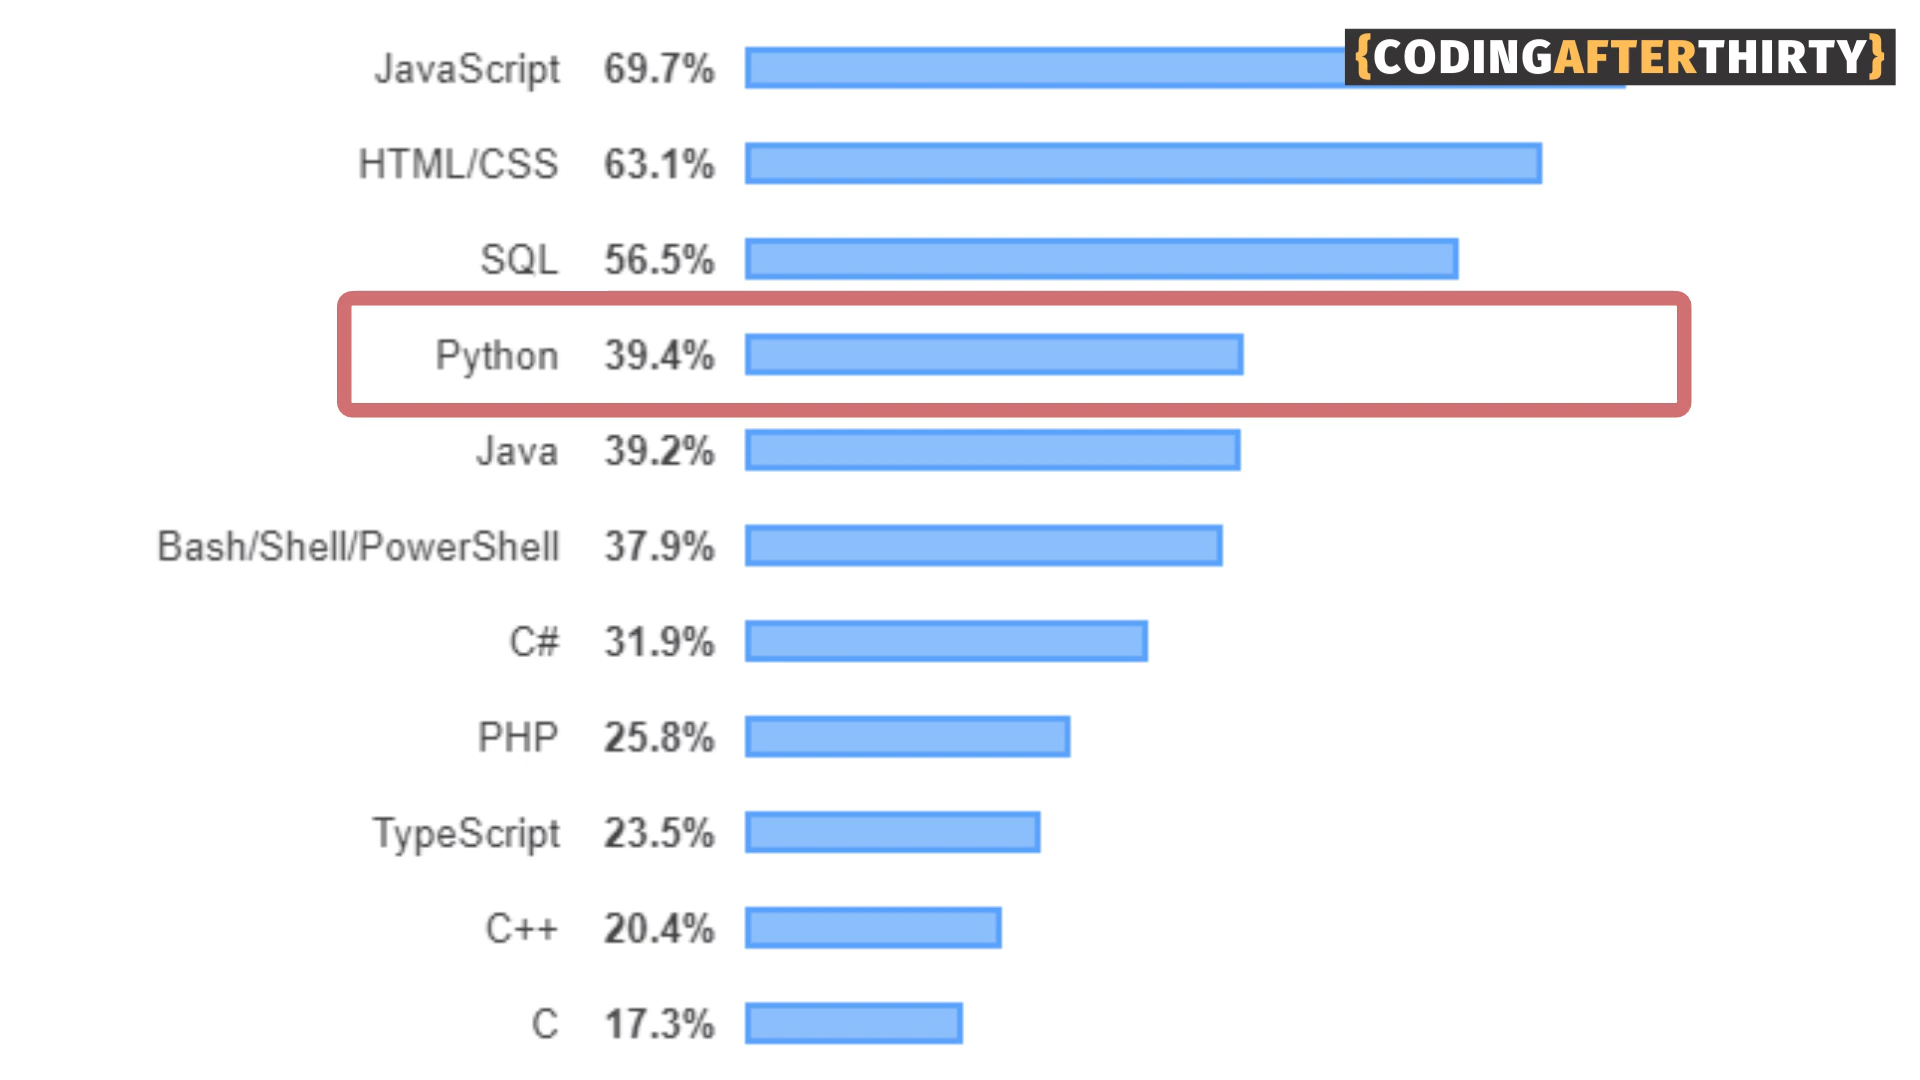 {CODINGAFTERTHIRTY}
JavaScript 69.7%
HTML/CSS 63.1%
SQL 56.5%
Python 39.4%
Java 39.2%
Bash/Shell/PowerShell 37.9%
C# 31.9%
PHP 25.8%
TypeScript 23.5%
C++ 20.4%
C 17.3%